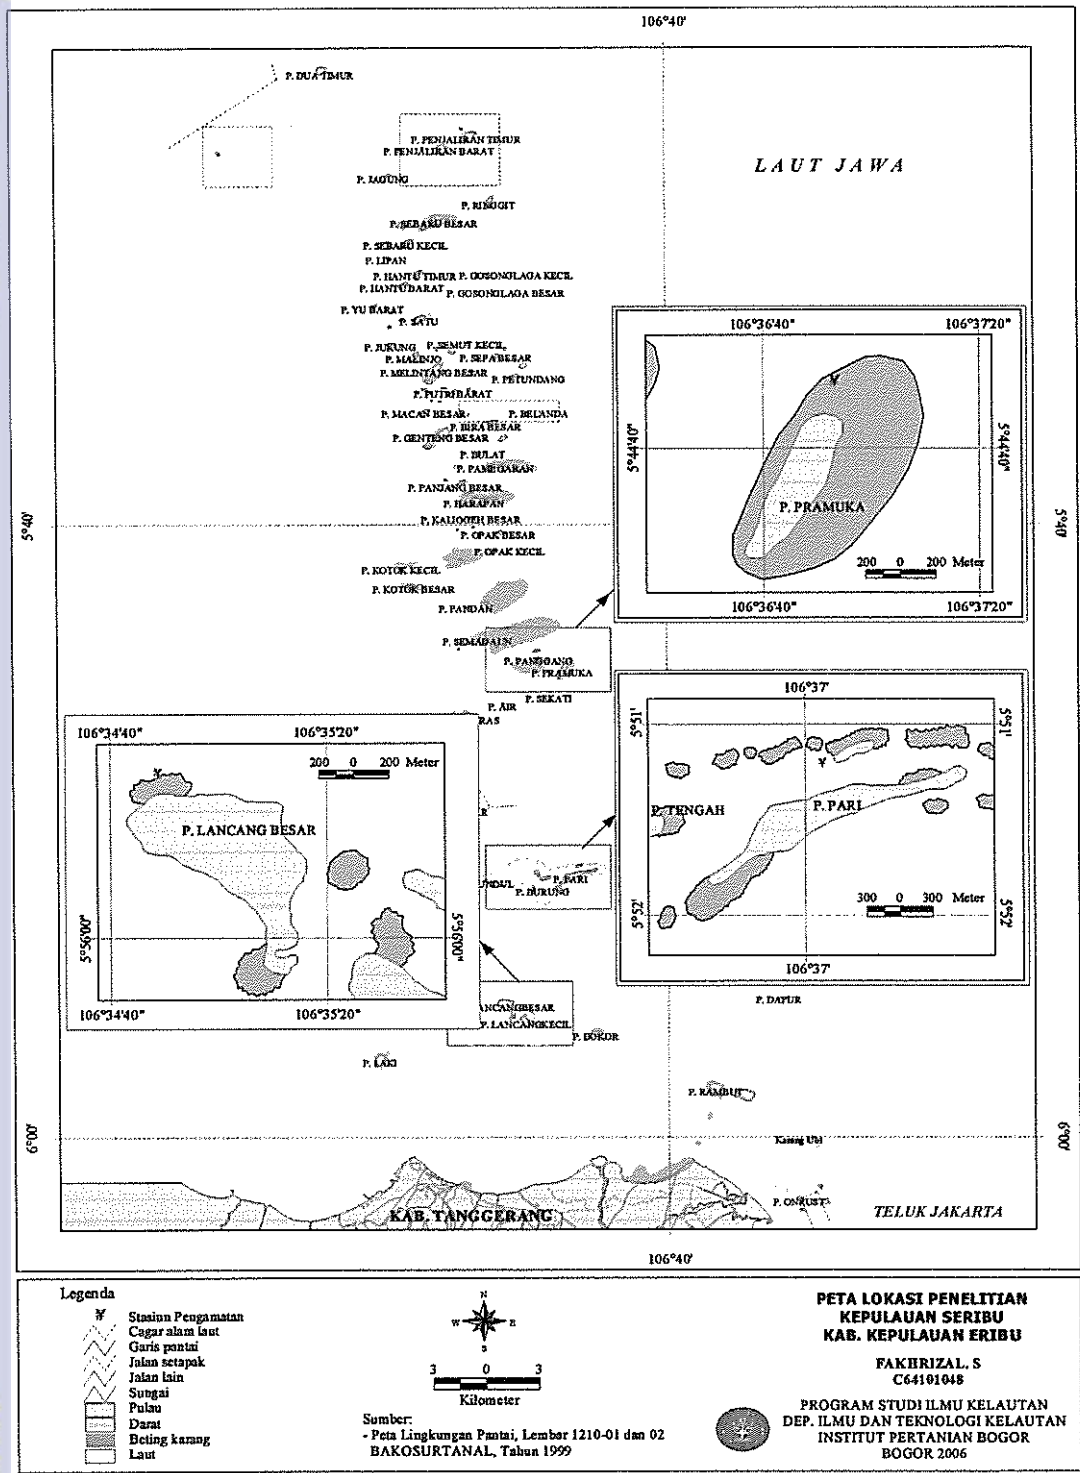 106°40'
P. DUA TIMUR
P. PENJALIRAN TIMUR
P. PENJALIRAN BARAT
LAUT JAWA
P. JAGUNG
P. RINGGIT
P. SEBARU BESAR
P. SEBARU KECIL
P. LIPAN
P. HANTU TIMUR P. GOSONGLAGA KECIL
P. HANTU BARAT P. GOSONGLAGA BESAR
P. YU BARAT
P. SATU
P. JUKUNG P. SEMUT KECIL
P. MALINJO P. SEPA BESAR
P. MELINTANG BESAR P. PETUNDANG
P. PUTRI BARAT
P. MACAN BESAR P. BELANDA
P. BIRA BESAR
P. GENTENG BESAR
P. BULAT
P. PAMEGARAN
P. PANJANG BESAR
P. HARAPAN
P. KALIOGEH BESAR
P. OPAK BESAR
P. OPAK KECIL
P. KOTOK KECIL
P. KOTOK BESAR
P. PANDAN
P. SEMADAUN
P. PANGGANG
P. PRAMUKA
P. SEKATI
P. AIR
RAS
5°40'
5°40'
106°36'40" 106°37'20"
5°44'40"
5°44'40"
P. PRAMUKA
200 0 200 Meter
106°36'40" 106°37'20"
106°37'
5°51'
5°51'
P. TENGAH
P. PARI
300 0 300 Meter
5°52'
5°52'
106°37'
106°34'40" 106°35'20"
200 0 200 Meter
P. LANCANG BESAR
5°56'00"
5°56'00"
106°34'40" 106°35'20"
R
UNDUL
P. PARI
P. BURUNG
ANCANGBESAR
P. LANCANGKECIL
P. BOKOR
P. DAPUR
P. LAKI
P. RAMBUT
6°00'
6°00'
Karang Ubi
P. ONRUST
KAB. TANGGERANG
TELUK JAKARTA
106°40'
Legenda
Stasiun Pengamatan
Cagar alam laut
Garis pantai
Jalan setapak
Jalan lain
Sungai
Pulau
Darat
Beting karang
Laut
N
W E
S
3 0 3
Kilometer
Sumber:
- Peta Lingkungan Pantai, Lembar 1210-01 dan 02
BAKOSURTANAL, Tahun 1999
PETA LOKASI PENELITIAN
KEPULAUAN SERIBU
KAB. KEPULAUAN ERIBU
FAKHRIZAL. S
C64101048
PROGRAM STUDI ILMU KELAUTAN
DEP. ILMU DAN TEKNOLOGI KELAUTAN
INSTITUT PERTANIAN BOGOR
BOGOR 2006